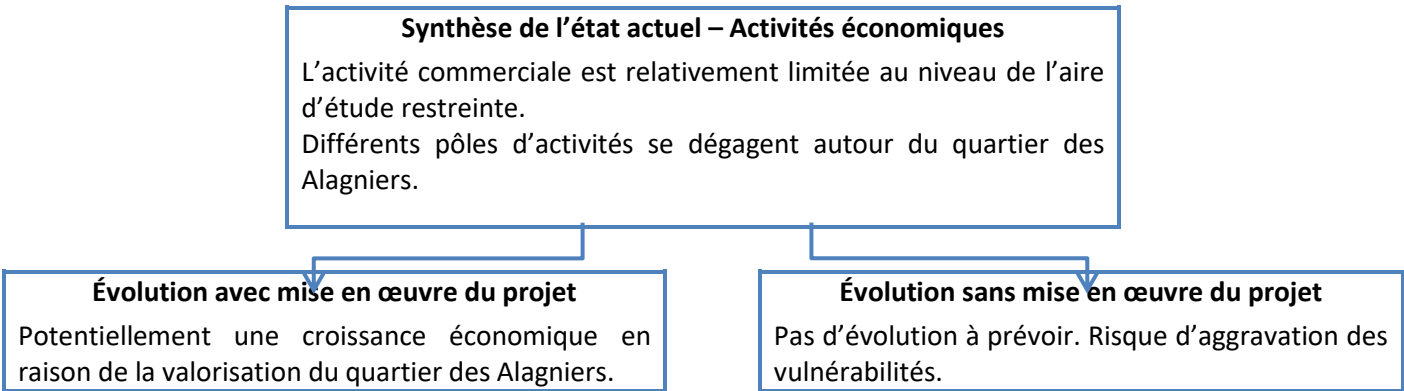 Synthèse de l’état actuel – Activités économiques
L’activité commerciale est relativement limitée au niveau de l’aire
d’étude restreinte.
Différents pôles d’activités se dégagent autour du quartier des
Alagniers.
Évolution avec mise en œuvre du projet
Potentiellement une croissance économique en
raison de la valorisation du quartier des Alagniers.
Évolution sans mise en œuvre du projet
Pas d’évolution à prévoir. Risque d’aggravation des
vulnérabilités.